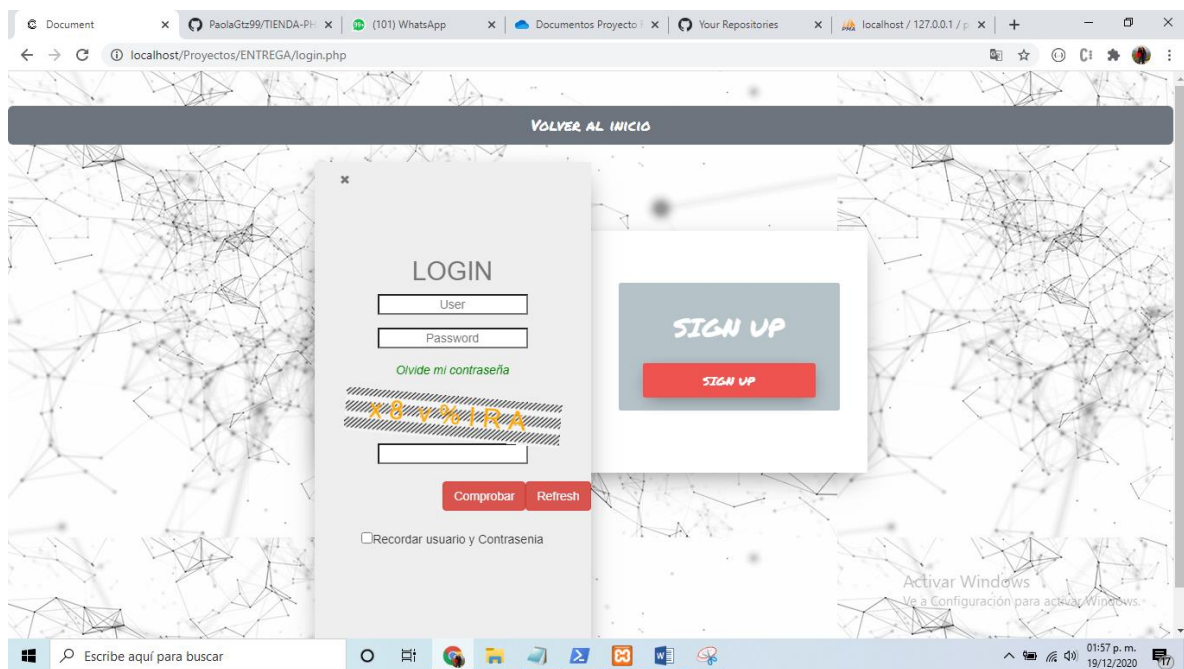 Document
PaolaGtz99/TIENDA-PH
(101) WhatsApp
Documentos Proyecto
Your Repositories
localhost / 127.0.0.1 / p
localhost/Proyectos/ENTREGA/login.php
VOLVER AL INICIO
LOGIN
User
Password
Olvide mi contraseña
x 8 v % I R A
Comprobar
Refresh
Recordar usuario y Contrasenia
SIGN UP
SIGN UP
Activar Windows
Ve a Configuración para activar Windows.
Escribe aquí para buscar
01:57 p. m.
19/12/2020
17